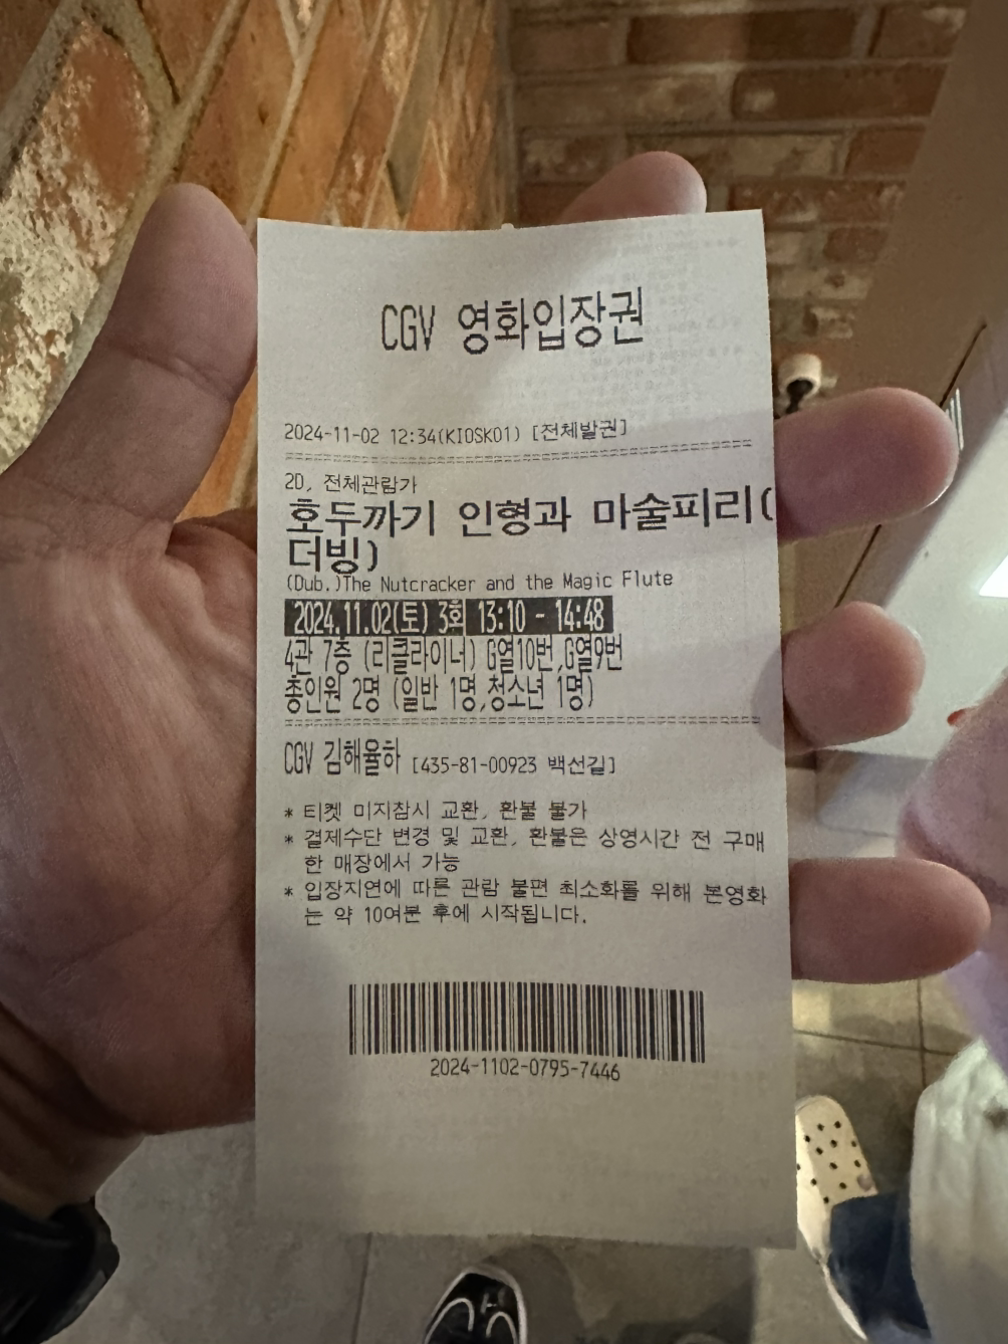 CGV 영화입장권
2024-11-02 12:34(KIOSK01) [전체발권]
2D, 전체관람가
호두까기 인형과 마술피리(
더빙)
(Dub.)The Nutcracker and the Magic Flute
2024.11.02(토) 3회 13:10 - 14:48
4관 7층 (리클라이너) G열10번,G열9번
총인원 2명 (일반 1명,청소년 1명)
CGV 김해율하 [435-81-00923 백선길]
* 티켓 미지참시 교환, 환불 불가
* 결제수단 변경 및 교환, 환불은 상영시간 전 구매
한 매장에서 가능
* 입장지연에 따른 관람 불편 최소화를 위해 본영화
는 약 10여분 후에 시작됩니다.
2024-1102-0795-7446